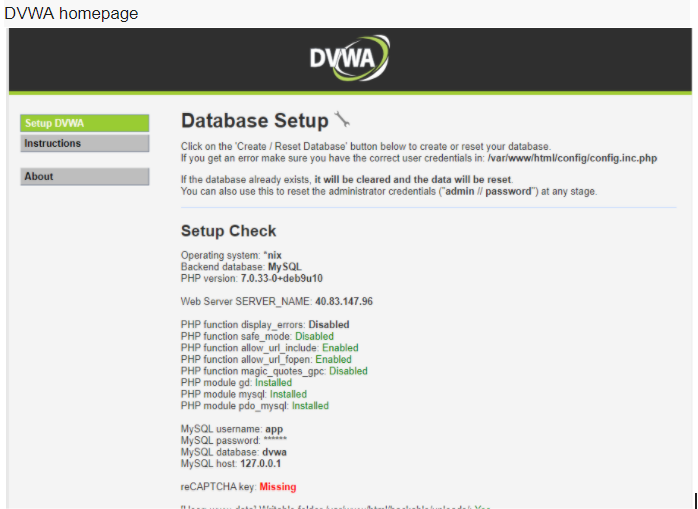 DVWA homepage
DVWA
Setup DVWA
Instructions
About
Database Setup
Click on the 'Create / Reset Database' button below to create or reset your database.
If you get an error make sure you have the correct user credentials in: /var/www/html/config/config.inc.php
If the database already exists, it will be cleared and the data will be reset.
You can also use this to reset the administrator credentials ("admin // password") at any stage.
Setup Check
Operating system: *nix
Backend database: MySQL
PHP version: 7.0.33-0+deb9u10
Web Server SERVER_NAME: 40.83.147.96
PHP function display_errors: Disabled
PHP function safe_mode: Disabled
PHP function allow_url_include: Enabled
PHP function allow_url_fopen: Enabled
PHP function magic_quotes_gpc: Disabled
PHP module gd: Installed
PHP module mysql: Installed
PHP module pdo_mysql: Installed
MySQL username: app
MySQL password: ******
MySQL database: dvwa
MySQL host: 127.0.0.1
reCAPTCHA key: Missing